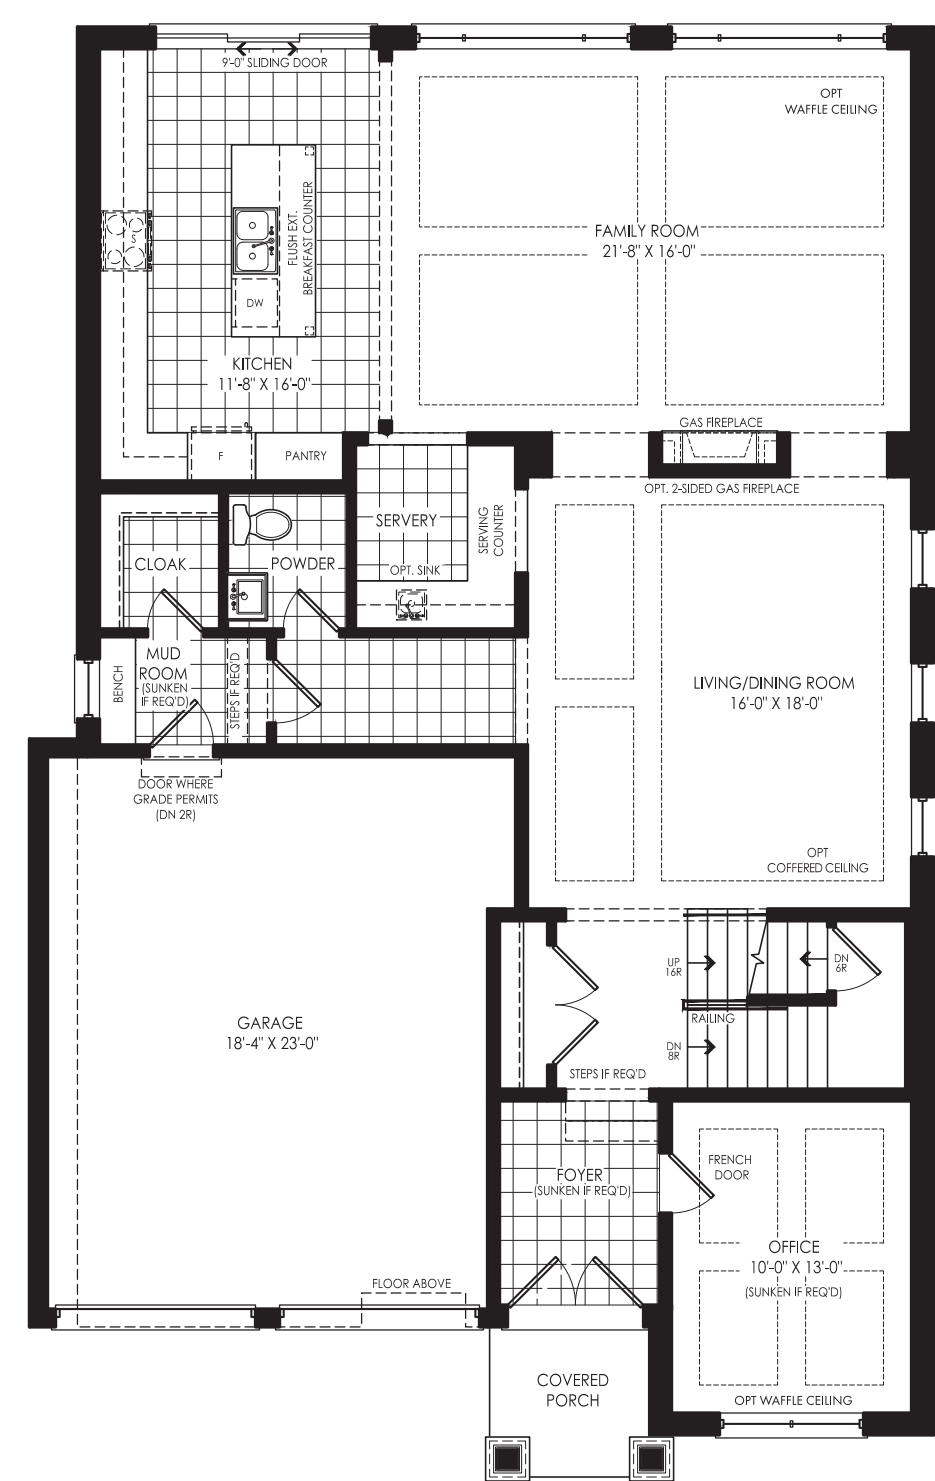 9'-0" SLIDING DOOR
OPT
WAFFLE CEILING
S
FLUSH EXT.
BREAKFAST COUNTER
FAMILY ROOM
21'-8" X 16'-0"
DW
KITCHEN
11'-8" X 16'-0"
GAS FIREPLACE
F
PANTRY
OPT. 2-SIDED GAS FIREPLACE
SERVERY
SERVING
COUNTER
CLOAK
POWDER
OPT. SINK
MUD
ROOM
(SUNKEN
IF REQ'D)
BENCH
STEPS IF REQ'D
LIVING/DINING ROOM
16'-0" X 18'-0"
DOOR WHERE
GRADE PERMITS
(DN 2R)
OPT
COFFERED CEILING
UP
16R
DN
6R
GARAGE
18'-4" X 23'-0"
RAILING
DN
8R
STEPS IF REQ'D
FRENCH
DOOR
FOYER
(SUNKEN IF REQ'D)
OFFICE
10'-0" X 13'-0"
(SUNKEN IF REQ'D)
FLOOR ABOVE
COVERED
PORCH
OPT WAFFLE CEILING